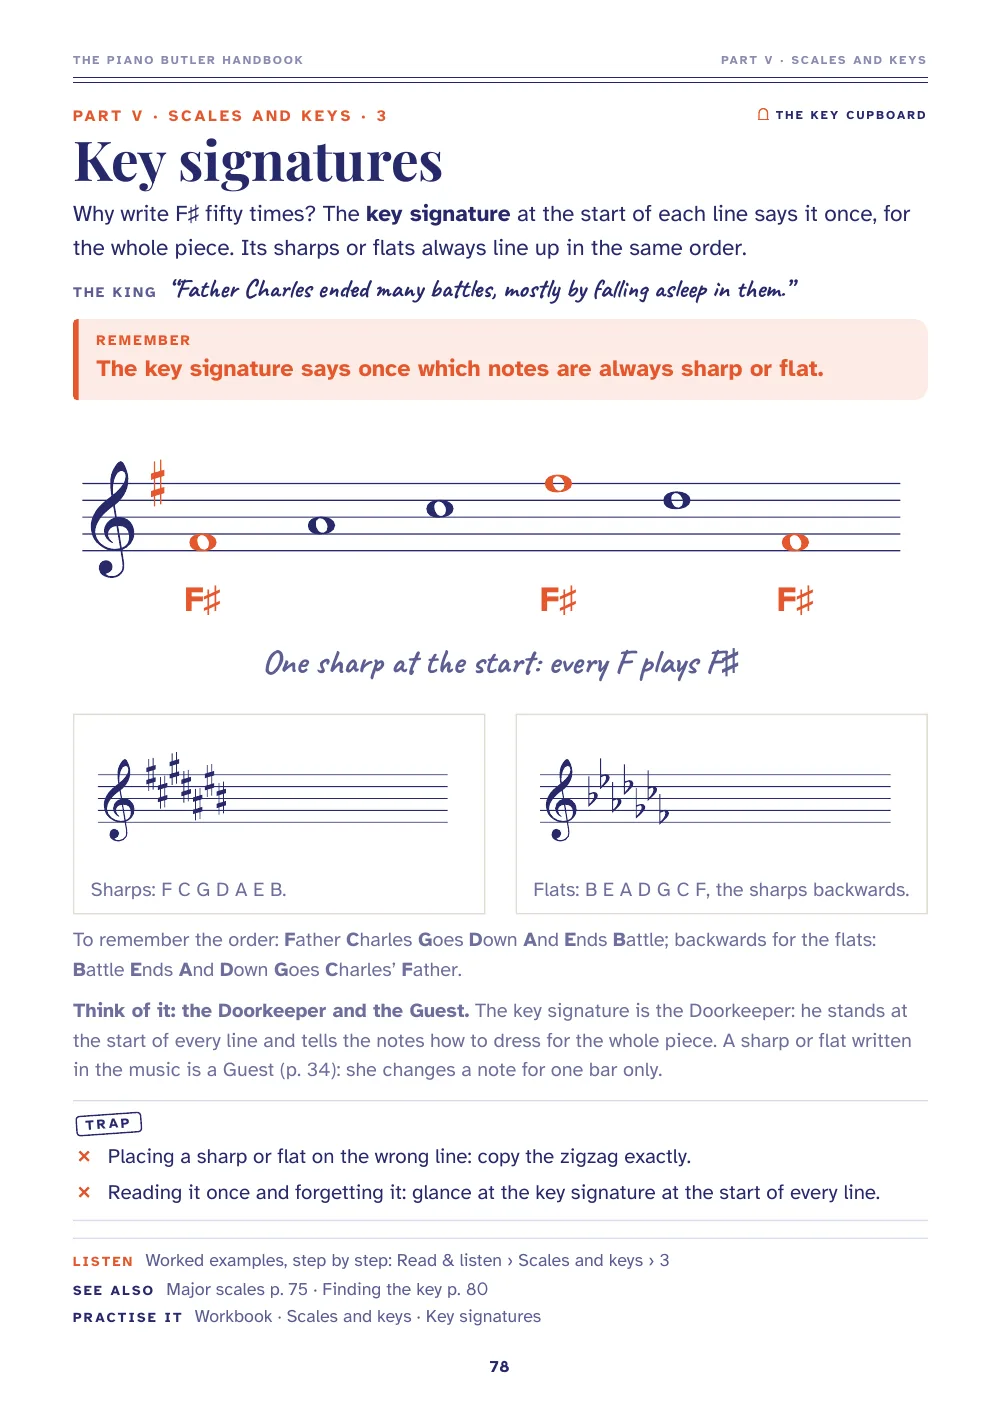 THE PIANO BUTLER HANDBOOK
PART V · SCALES AND KEYS
PART V · SCALES AND KEYS · 3
THE KEY CUPBOARD
Key signatures
Why write F♯ fifty times? The key signature at the start of each line says it once, for
the whole piece. Its sharps or flats always line up in the same order.
THE KING “Father Charles ended many battles, mostly by falling asleep in them.”
REMEMBER
The key signature says once which notes are always sharp or flat.
F♯ F♯ F♯
One sharp at the start: every F plays F♯
Sharps: F C G D A E B.
Flats: B E A D G C F, the sharps backwards.
To remember the order: Father Charles Goes Down And Ends Battle; backwards for the flats:
Battle Ends And Down Goes Charles’ Father.
Think of it: the Doorkeeper and the Guest. The key signature is the Doorkeeper: he stands at
the start of every line and tells the notes how to dress for the whole piece. A sharp or flat written
in the music is a Guest (p. 34): she changes a note for one bar only.
TRAP
× Placing a sharp or flat on the wrong line: copy the zigzag exactly.
× Reading it once and forgetting it: glance at the key signature at the start of every line.
LISTEN Worked examples, step by step: Read & listen › Scales and keys › 3
SEE ALSO Major scales p. 75 · Finding the key p. 80
PRACTISE IT Workbook · Scales and keys · Key signatures
78